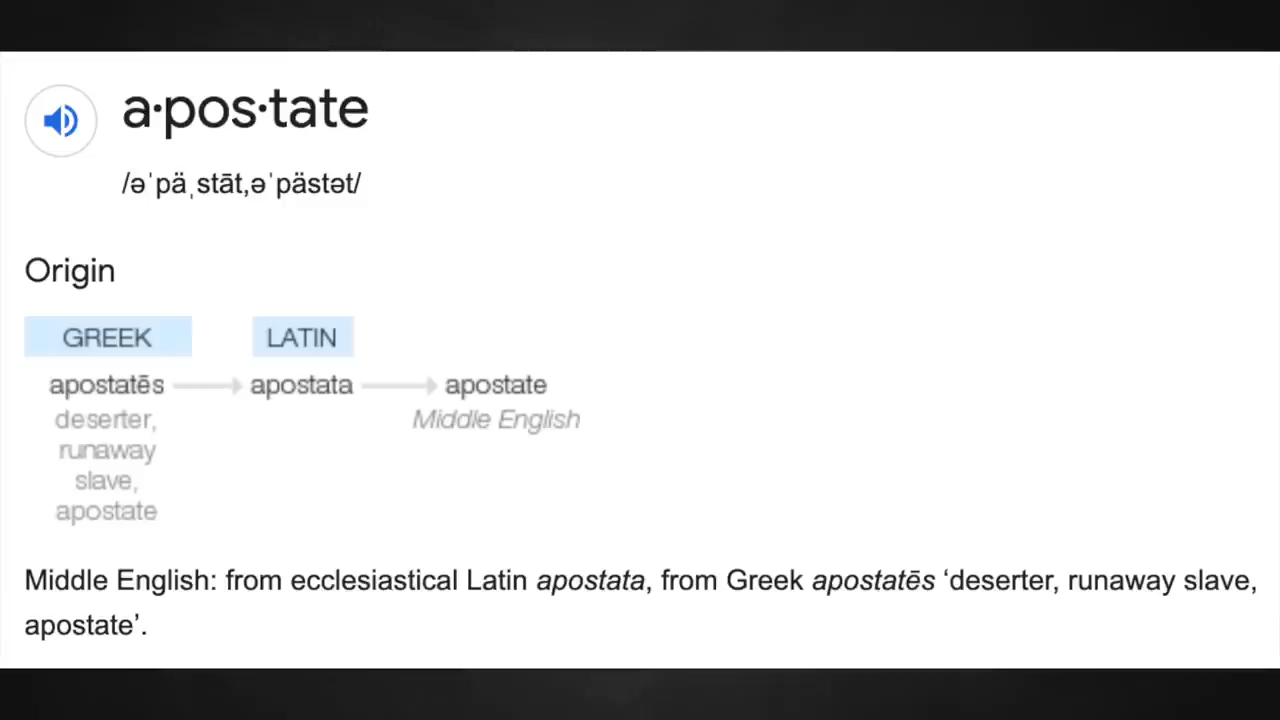 a·pos·tate
/əˈpäˌstāt,əˈpästət/
Origin
GREEK LATIN
apostatēs apostata apostate
deserter, Middle English
runaway
slave,
apostate
Middle English: from ecclesiastical Latin apostata, from Greek apostatēs ‘deserter, runaway slave,
apostate’.